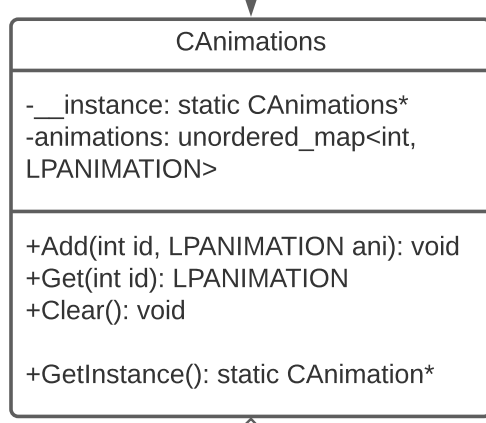 CAnimations
-__instance: static CAnimations*
-animations: unordered_map<int,
LPANIMATION>
+Add(int id, LPANIMATION ani): void
+Get(int id): LPANIMATION
+Clear(): void
+GetInstance(): static CAnimation*